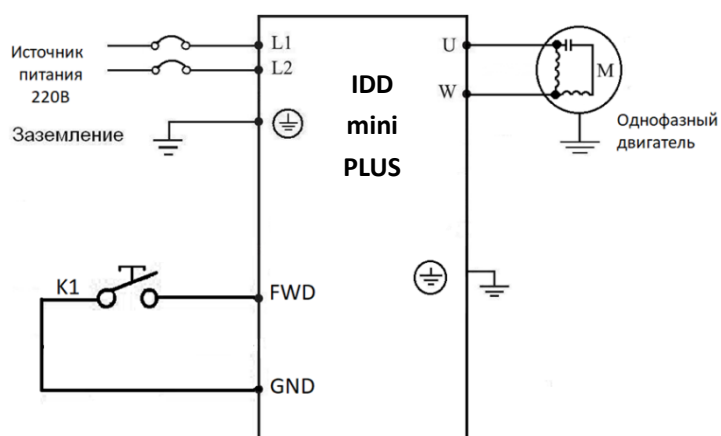 Источник
питания
220В
Заземление
L1
L2
IDD
mini
PLUS
U
W
M
Однофазный
двигатель
K1
FWD
GND